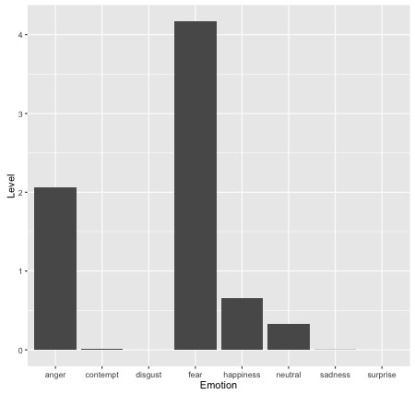 4
3
2
1
0
Level
anger contempt disgust fear happiness neutral sadness surprise
Emotion